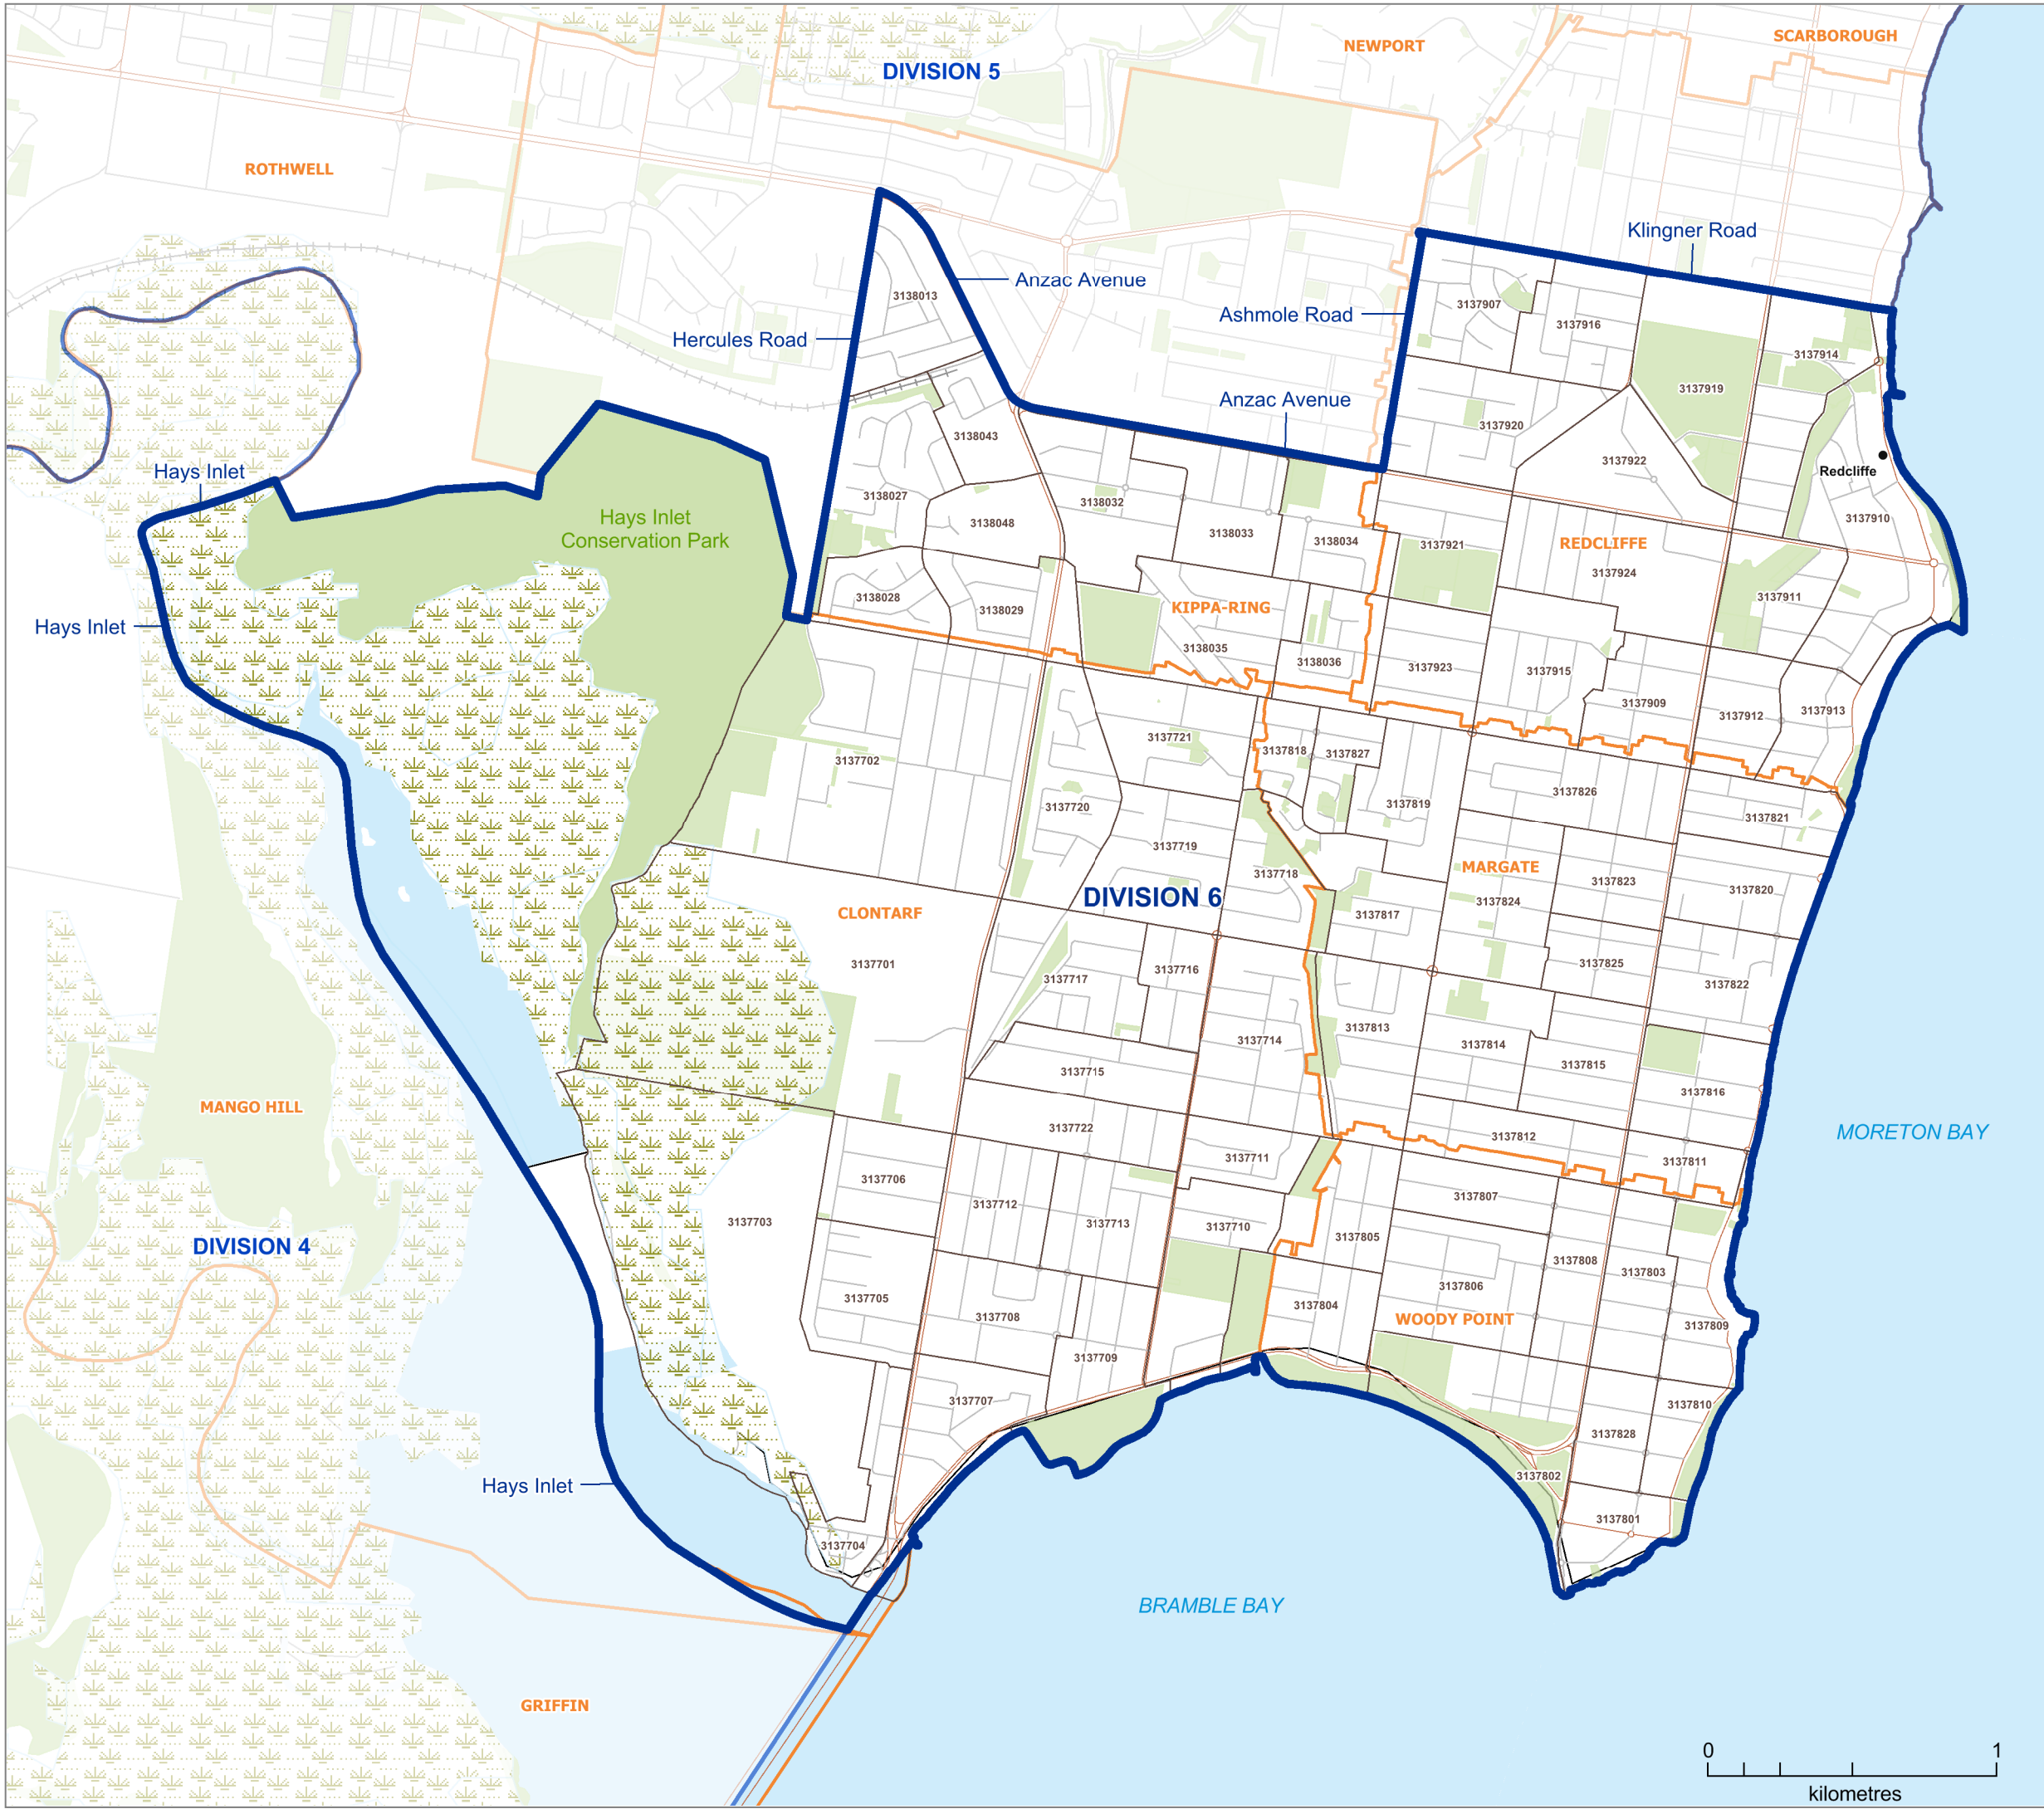 SCARBOROUGH
NEWPORT
DIVISION 5
ROTHWELL
Klingner Road
Anzac Avenue
3138013
3137907
Ashmole Road
3137916
Hercules Road
3137914
3137919
Anzac Avenue
3137920
3138043
3137922
Hays Inlet
Redcliffe
3138027
3138032
Hays Inlet
Conservation Park
3138048
3137910
3138033
3138034
3137921
REDCLIFFE
3137924
3138028
3137911
KIPPA-RING
3138029
Hays Inlet
3138035
3138036
3137923
3137915
3137909
3137912
3137913
3137721
3137818
3137827
3137702
3137826
3137720
3137819
3137821
3137719
MARGATE
3137718
3137823
3137820
DIVISION 6
3137824
CLONTARF
3137817
3137701
3137716
3137825
3137717
3137822
3137813
3137714
3137814
3137715
3137815
3137816
MANGO HILL
3137722
MORETON BAY
3137812
3137711
3137811
3137706
3137807
3137712
3137703
3137713
3137710
3137805
DIVISION 4
3137808
3137803
3137806
3137705
3137804
3137708
WOODY POINT
3137809
3137709
3137707
3137810
3137828
3137802
Hays Inlet
3137801
3137704
BRAMBLE BAY
GRIFFIN
0 1
kilometres